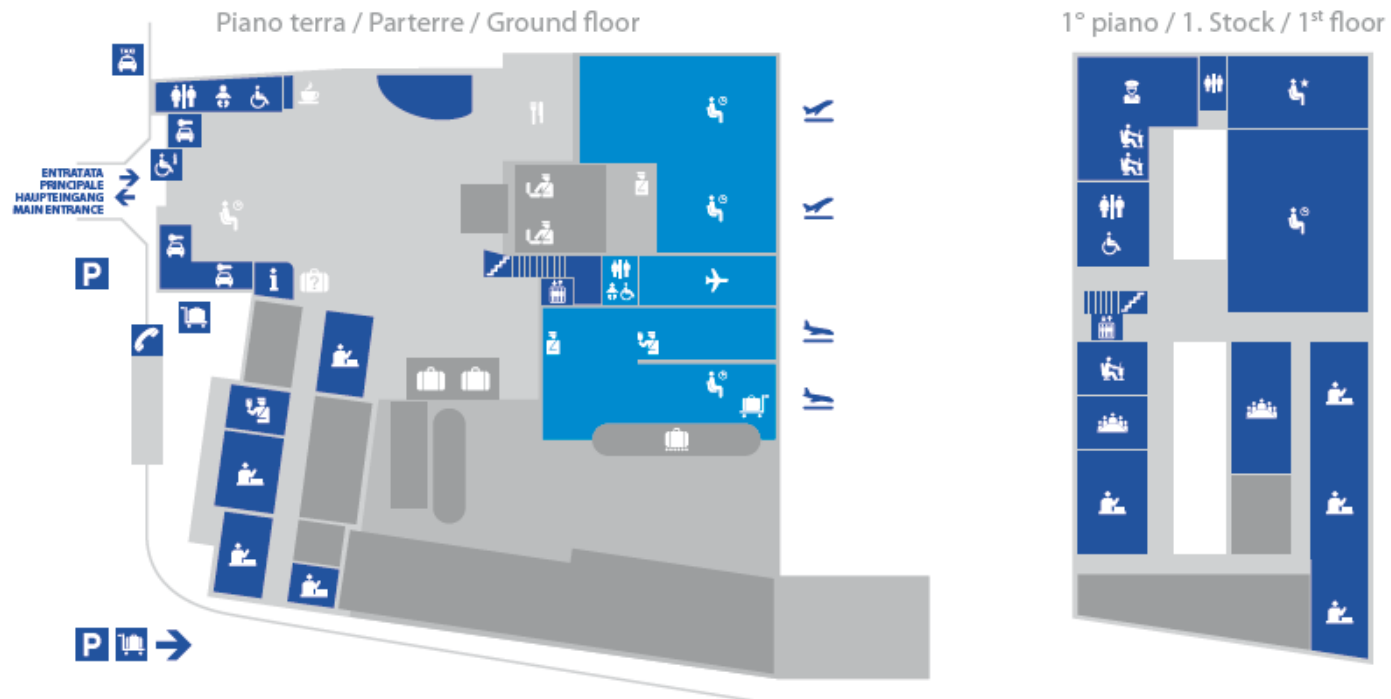 Piano terra / Parterre / Ground floor
1° piano / 1. Stock / 1st floor
TAXI
ENTRATATA
PRINCIPALE
HAUPTEINGANG
MAIN ENTRANCE
P
i
?
P